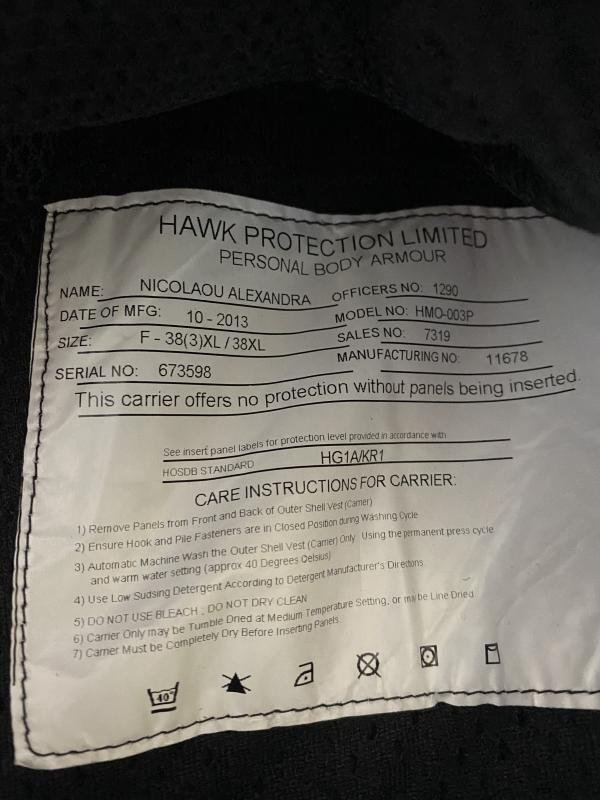 HAWK PROTECTION LIMITED
PERSONAL BODY ARMOUR
NAME: NICOLAOU ALEXANDRA OFFICERS NO: 1290
DATE OF MFG: 10 - 2013 MODEL NO: HMO-003P
SIZE: F - 38(3)XL / 38XL SALES NO: 7319
SERIAL NO: 673598 MANUFACTURING NO: 11678
This carrier offers no protection without panels being inserted.
See insert panel labels for protection level provided in accordance with
HOSDB STANDARD HG1A/KR1
CARE INSTRUCTIONS FOR CARRIER:
1) Remove Panels from Front and Back of Outer Shell Vest (Carrier)
2) Ensure Hook and Pile Fasteners are in Closed Position during Washing Cycle
3) Automatic Machine Wash the Outer Shell Vest (Carrier) Only Using the permanent press cycle
and warm water setting (approx 40 Degrees Celsius)
4) Use Low Sudsing Detergent According to Detergent Manufacturer's Directions
5) DO NOT USE BLEACH , DO NOT DRY CLEAN
6) Carrier Only may be Tumble Dried at Medium Temperature Setting, or may be Line Dried
7) Carrier Must be Completely Dry Before Inserting Panels.
40°